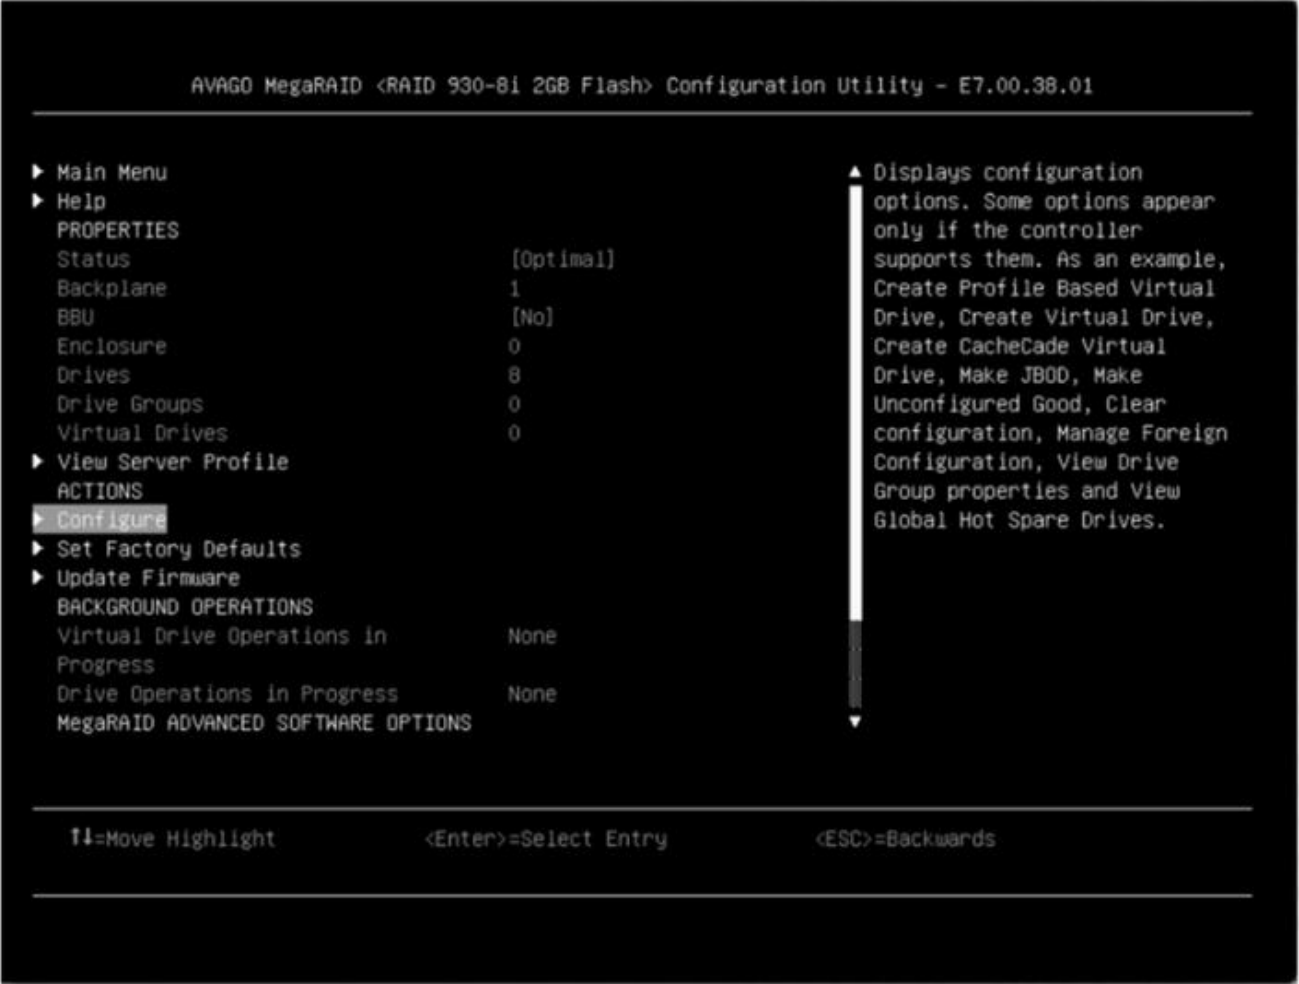 AVAGO MegaRAID <RAID 930-8i 2GB Flash> Configuration Utility - E7.00.38.01
▶ Main Menu
▶ Help
PROPERTIES
Status [Optimal]
Backplane 1
BBU [No]
Enclosure 0
Drives 8
Drive Groups 0
Virtual Drives 0
▶ View Server Profile
ACTIONS
▶ Configure
▶ Set Factory Defaults
▶ Update Firmware
BACKGROUND OPERATIONS
Virtual Drive Operations in None
Progress
Drive Operations in Progress None
MegaRAID ADVANCED SOFTWARE OPTIONS
Displays configuration
options. Some options appear
only if the controller
supports them. As an example,
Create Profile Based Virtual
Drive, Create Virtual Drive,
Create CacheCade Virtual
Drive, Make JBOD, Make
Unconfigured Good, Clear
configuration, Manage Foreign
Configuration, View Drive
Group properties and View
Global Hot Spare Drives.
↑↓=Move Highlight <Enter>=Select Entry <ESC>=Backwards